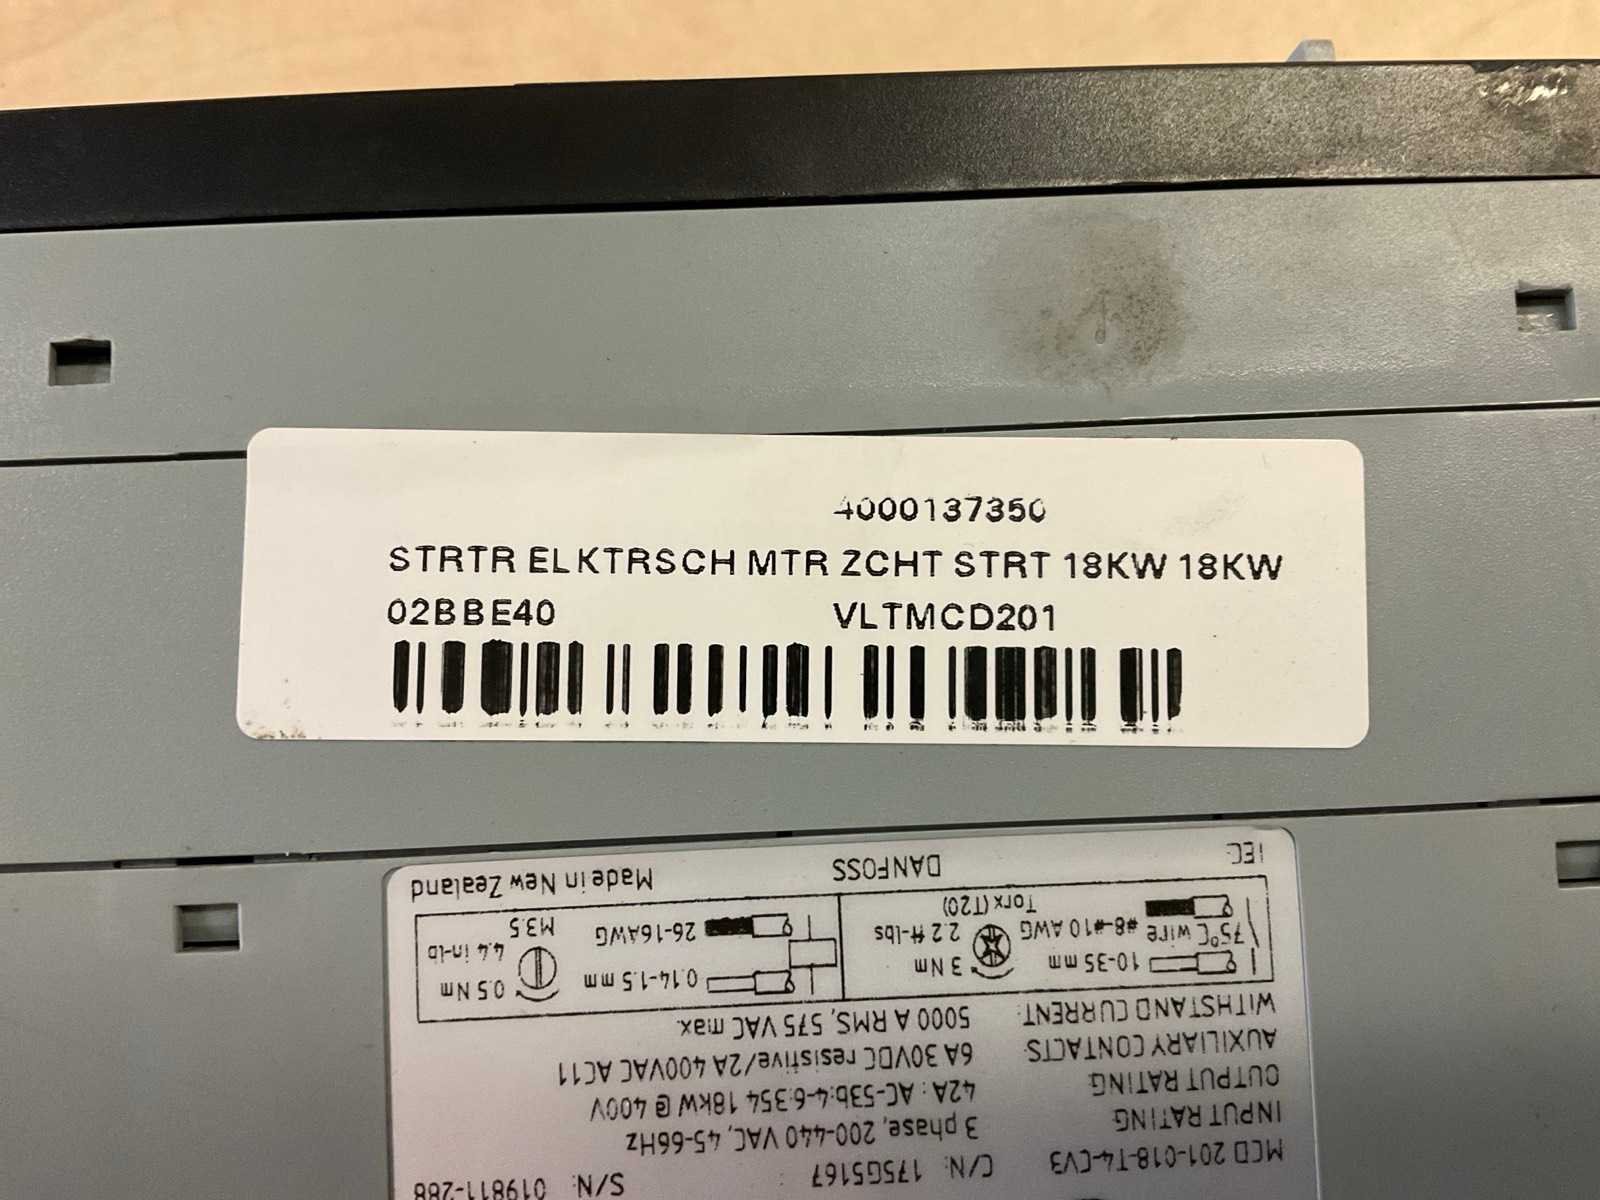 4000137350
STRTR ELKTRSCH MTR ZCHT STRT 18KW 18KW
02BBE40 VLTMCD201
MCD 201-018-T4-CV3 C/N: 175G5167 S/N: 019811-288
INPUT RATING : 3 phase, 200-440 VAC, 45-66Hz
OUTPUT RATING 42A : AC-53b:4-6:354 18kW @ 400V
AUXILIARY CONTACTS: 6A 30VDC resistive/2A 400VAC AC11
WITHSTAND CURRENT: 5000 A RMS, 575 VAC max.
10-35 mm 3 Nm 0.14-1.5 mm 0.5 Nm
75°C wire #8-#10 AWG 2.2 ft-lbs 26-16AWG 4.4 in-lb
Torx (T20) M3.5
IEC: DANFOSS Made in New Zealand